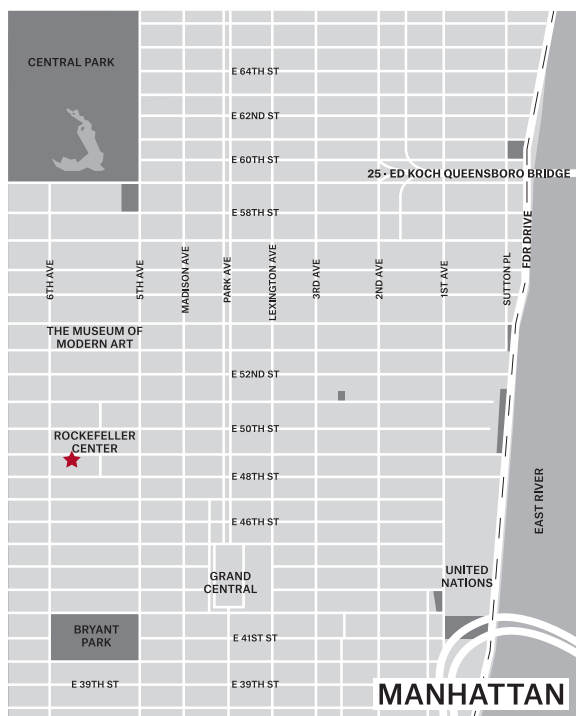 CENTRAL PARK
E 64TH ST
E 62ND ST
E 60TH ST
25 • ED KOCH QUEENSBORO BRIDGE
E 58TH ST
6TH AVE
5TH AVE
MADISON AVE
PARK AVE
LEXINGTON AVE
3RD AVE
2ND AVE
1ST AVE
SUTTON PL
FDR DRIVE
THE MUSEUM OF
MODERN ART
E 52ND ST
E 50TH ST
ROCKEFELLER
CENTER
E 48TH ST
EAST RIVER
E 46TH ST
GRAND
CENTRAL
UNITED
NATIONS
BRYANT
PARK
E 41ST ST
E 39TH ST
E 39TH ST
MANHATTAN